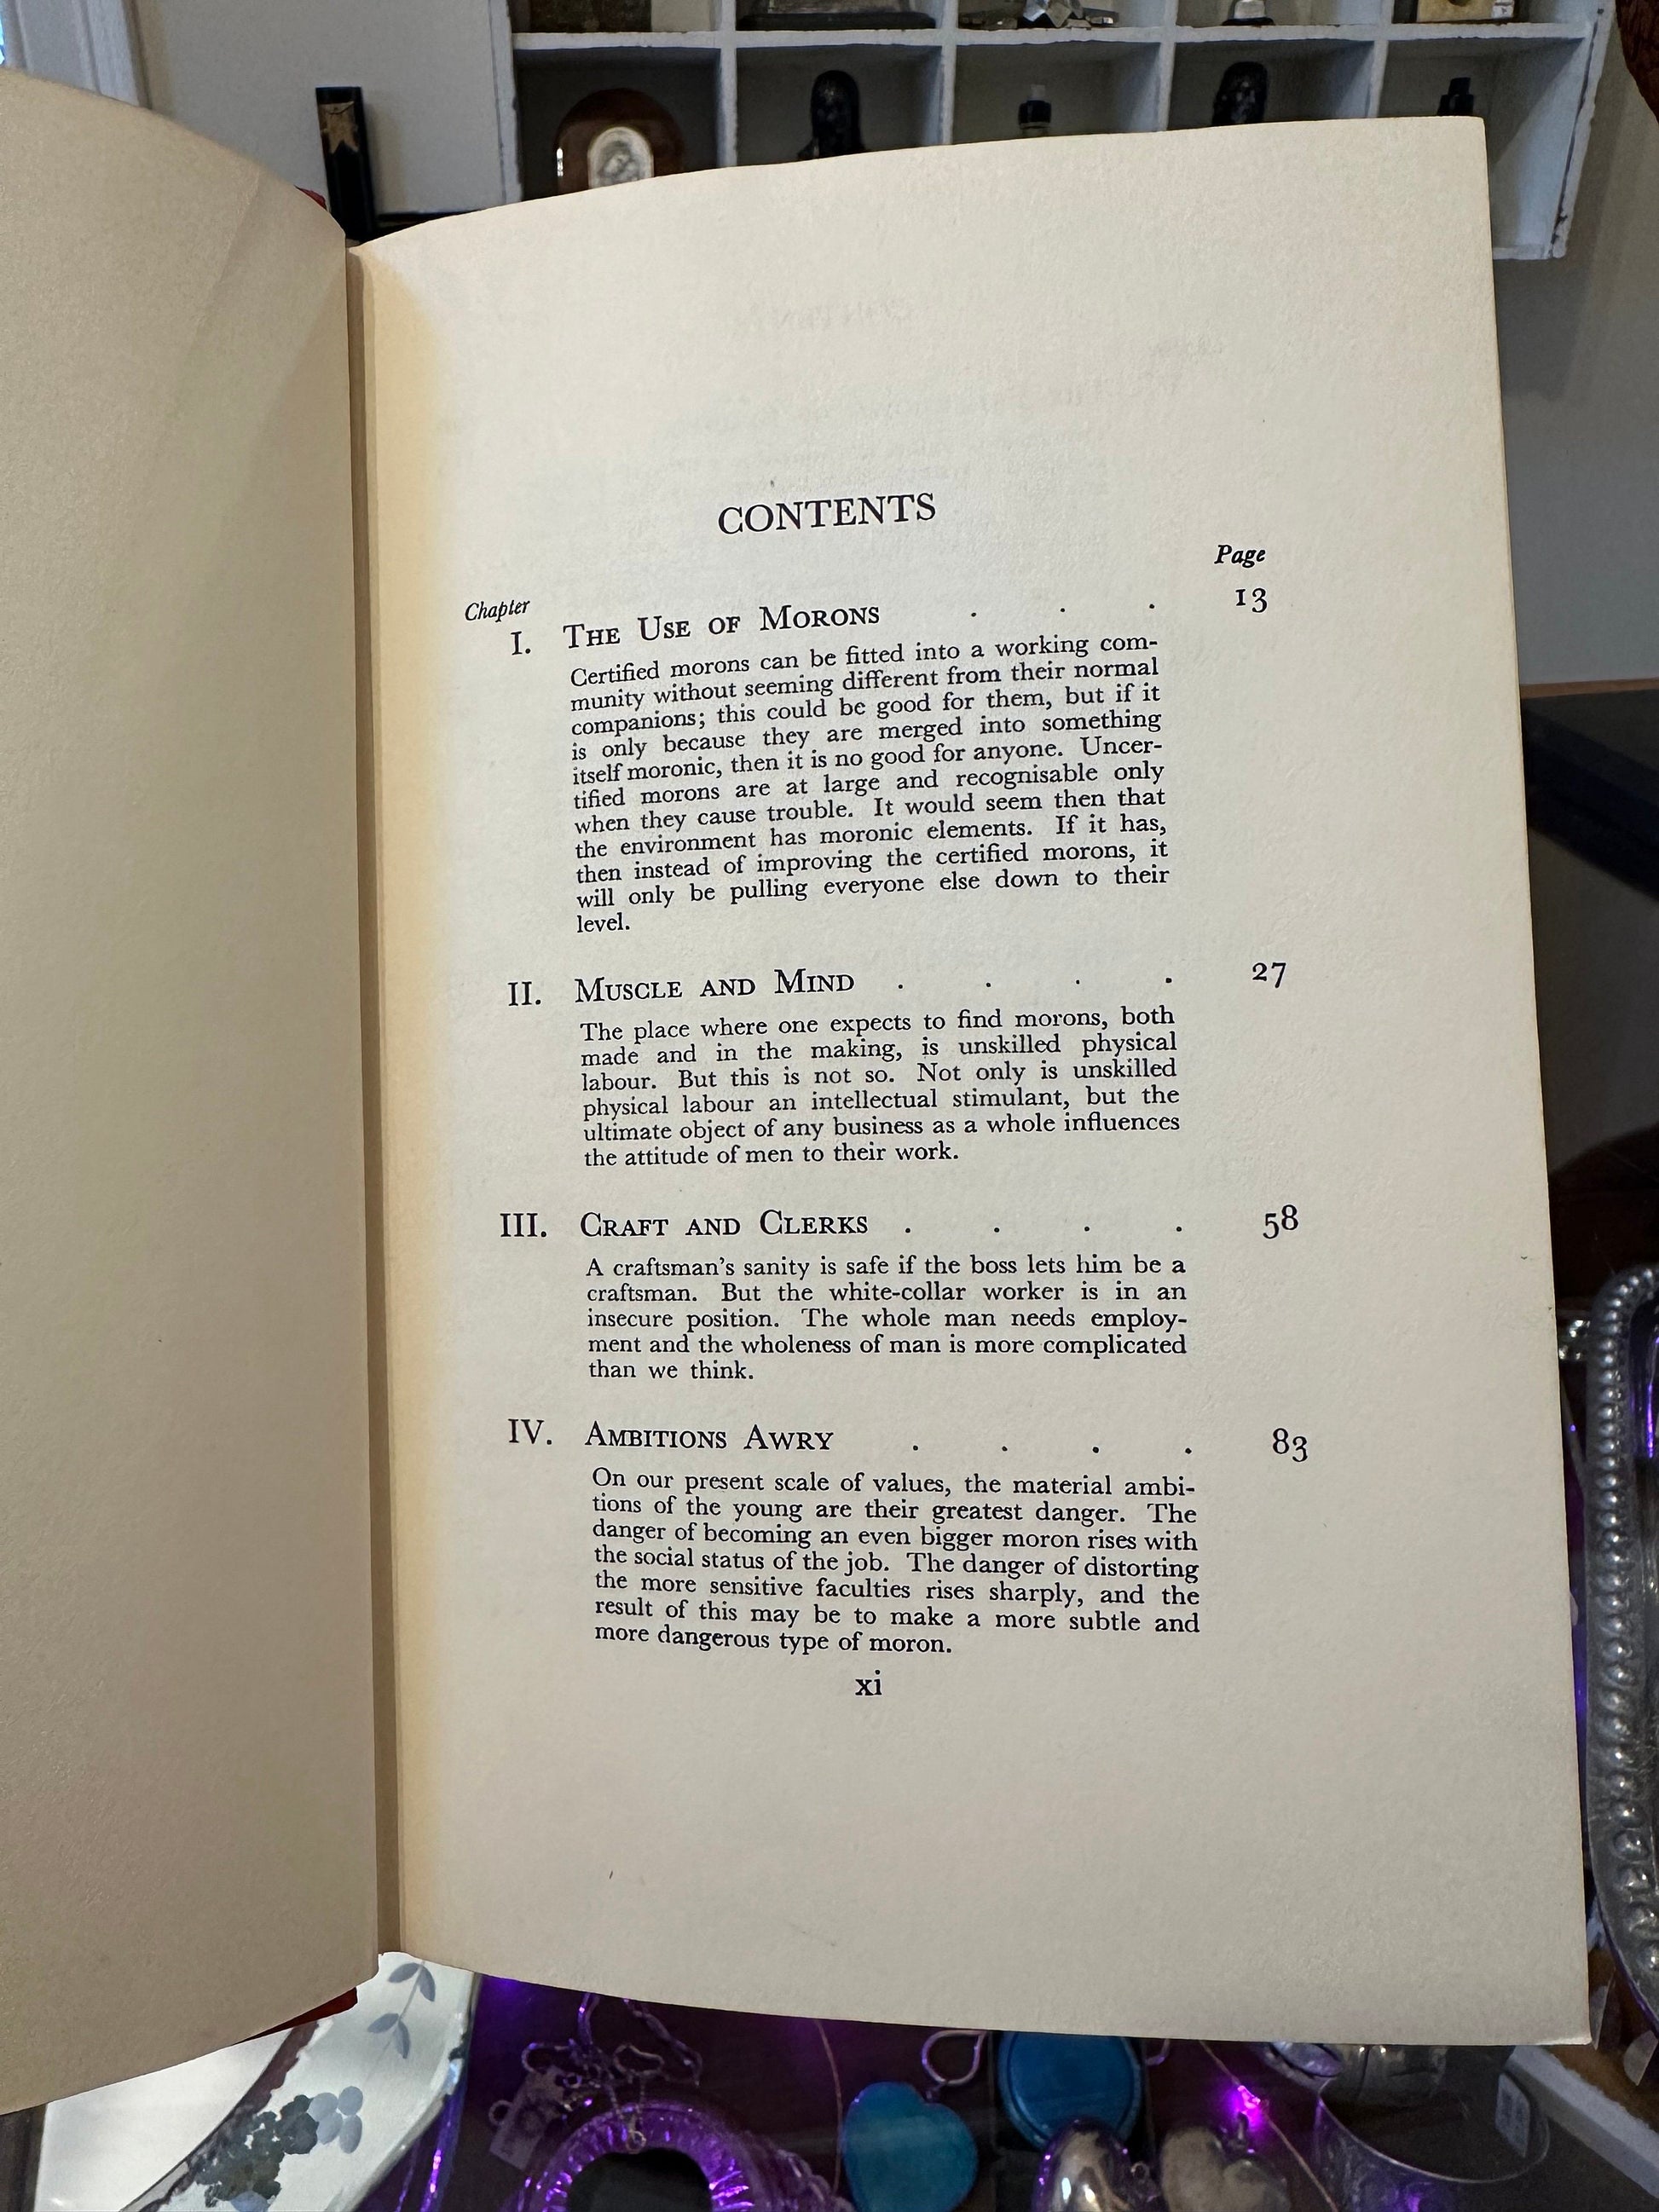 CONTENTS
Page
Chapter
I. THE USE OF MORONS . . . 13
Certified morons can be fitted into a working com-
munity without seeming different from their normal
companions; this could be good for them, but if it
is only because they are merged into something
itself moronic, then it is no good for anyone. Uncer-
tified morons are at large and recognisable only
when they cause trouble. It would seem then that
the environment has moronic elements. If it has,
then instead of improving the certified morons, it
will only be pulling everyone else down to their
level.
II. MUSCLE AND MIND . . . . 27
The place where one expects to find morons, both
made and in the making, is unskilled physical
labour. But this is not so. Not only is unskilled
physical labour an intellectual stimulant, but the
ultimate object of any business as a whole influences
the attitude of men to their work.
III. CRAFT AND CLERKS . . . . 58
A craftsman's sanity is safe if the boss lets him be a
craftsman. But the white-collar worker is in an
insecure position. The whole man needs employ-
ment and the wholeness of man is more complicated
than we think.
IV. AMBITIONS AWRY . . . . 83
On our present scale of values, the material ambi-
tions of the young are their greatest danger. The
danger of becoming an even bigger moron rises with
the social status of the job. The danger of distorting
the more sensitive faculties rises sharply, and the
result of this may be to make a more subtle and
more dangerous type of moron.
xi